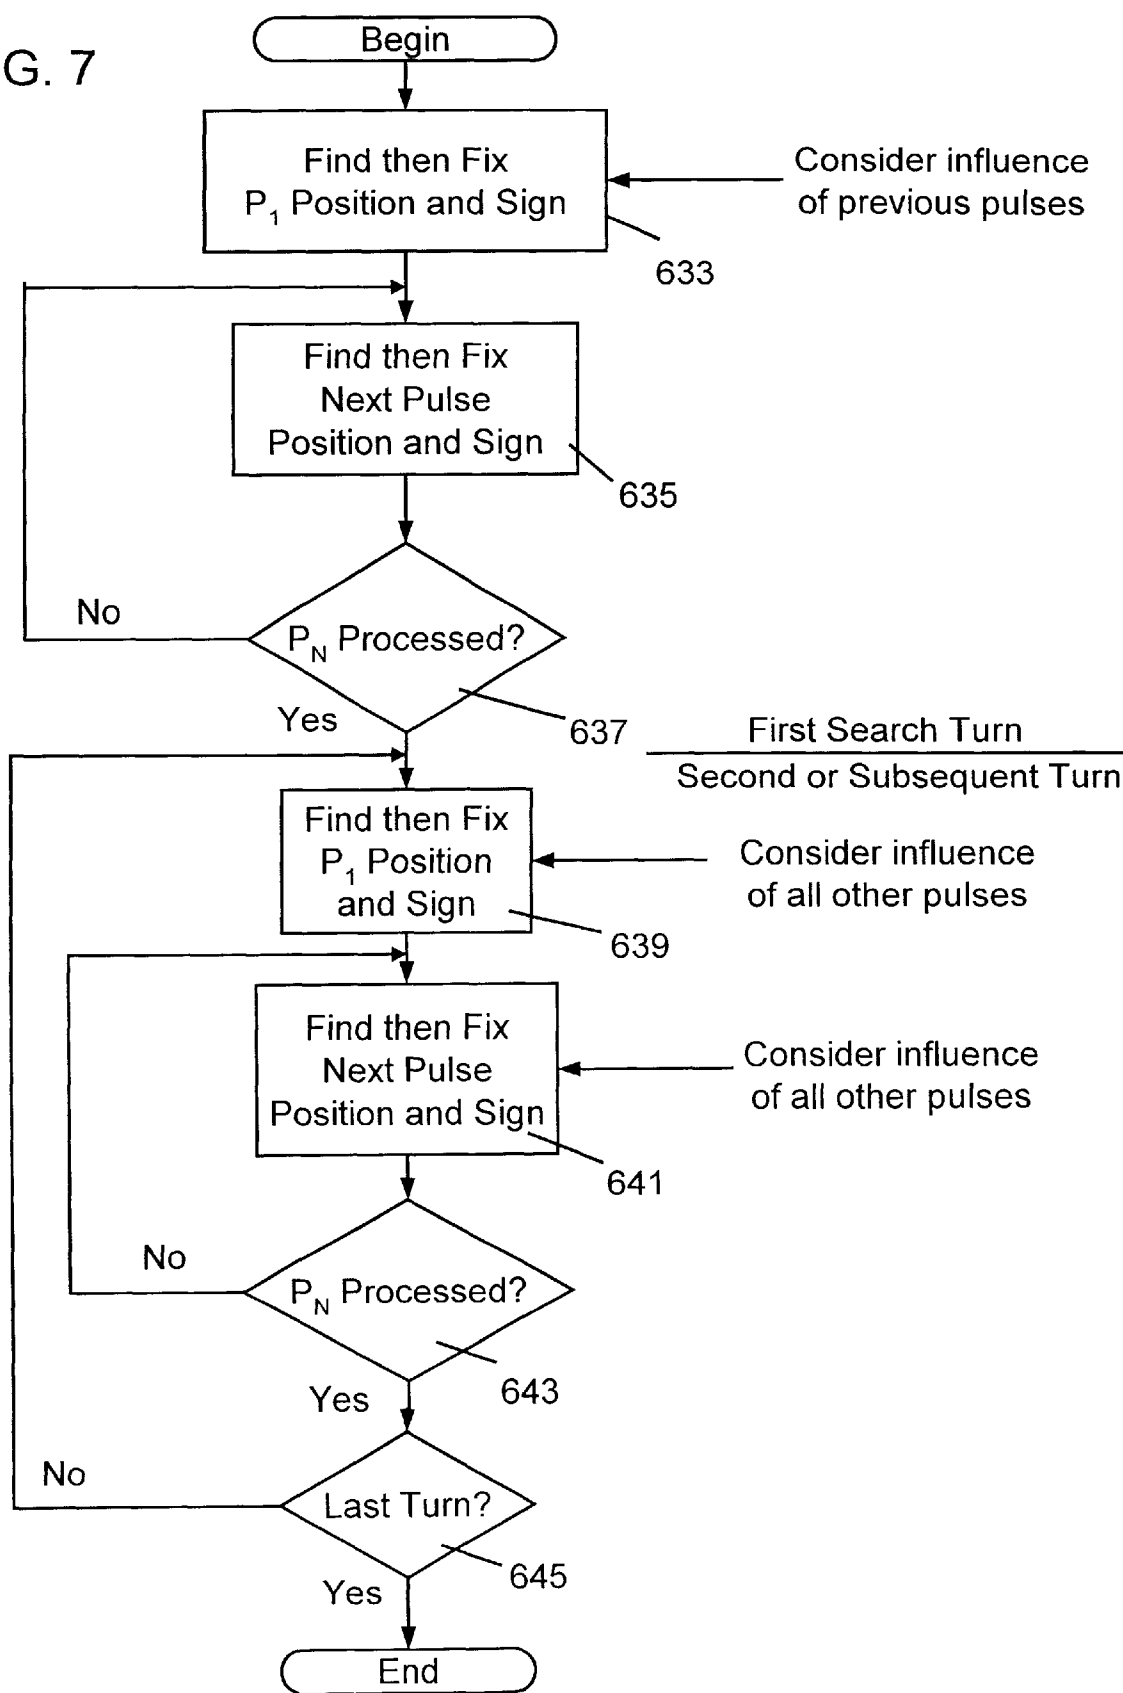 G. 7
Begin
Find then Fix
P1 Position and Sign
Consider influence
of previous pulses
633
Find then Fix
Next Pulse
Position and Sign
635
No
PN Processed?
Yes
637
First Search Turn
Second or Subsequent Turn
Find then Fix
P1 Position
and Sign
Consider influence
of all other pulses
639
Find then Fix
Next Pulse
Position and Sign
Consider influence
of all other pulses
641
No
PN Processed?
643
Yes
No
Last Turn?
645
Yes
End